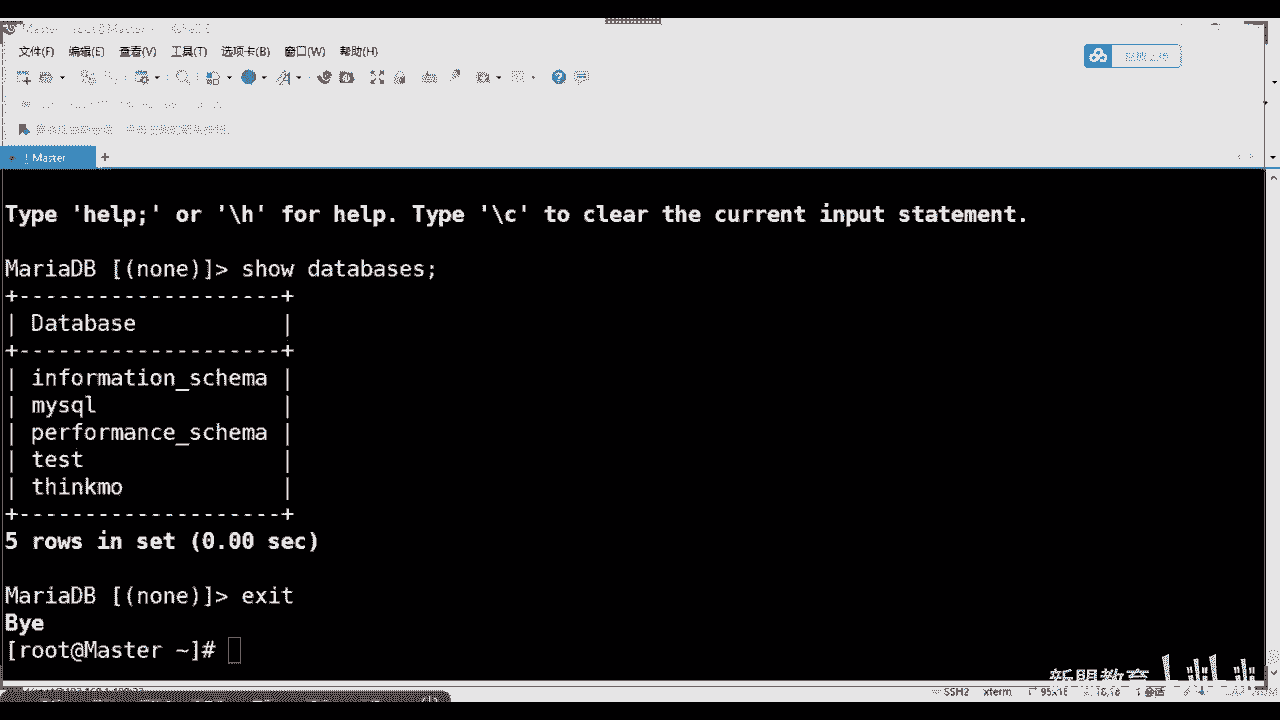 文件(F) 编辑(E) 查看(V) 工具(T) 选项卡(B) 窗口(W) 帮助(H)
1 Master +
Type 'help;' or '\h' for help. Type '\c' to clear the current input statement.
MariaDB [(none)]> show databases;
+--------------------+
| Database           |
+--------------------+
| information_schema |
| mysql              |
| performance_schema |
| test               |
| thinkmo            |
+--------------------+
5 rows in set (0.00 sec)
MariaDB [(none)]> exit
Bye
[root@Master ~]#
新盟教育
SSH2 xterm